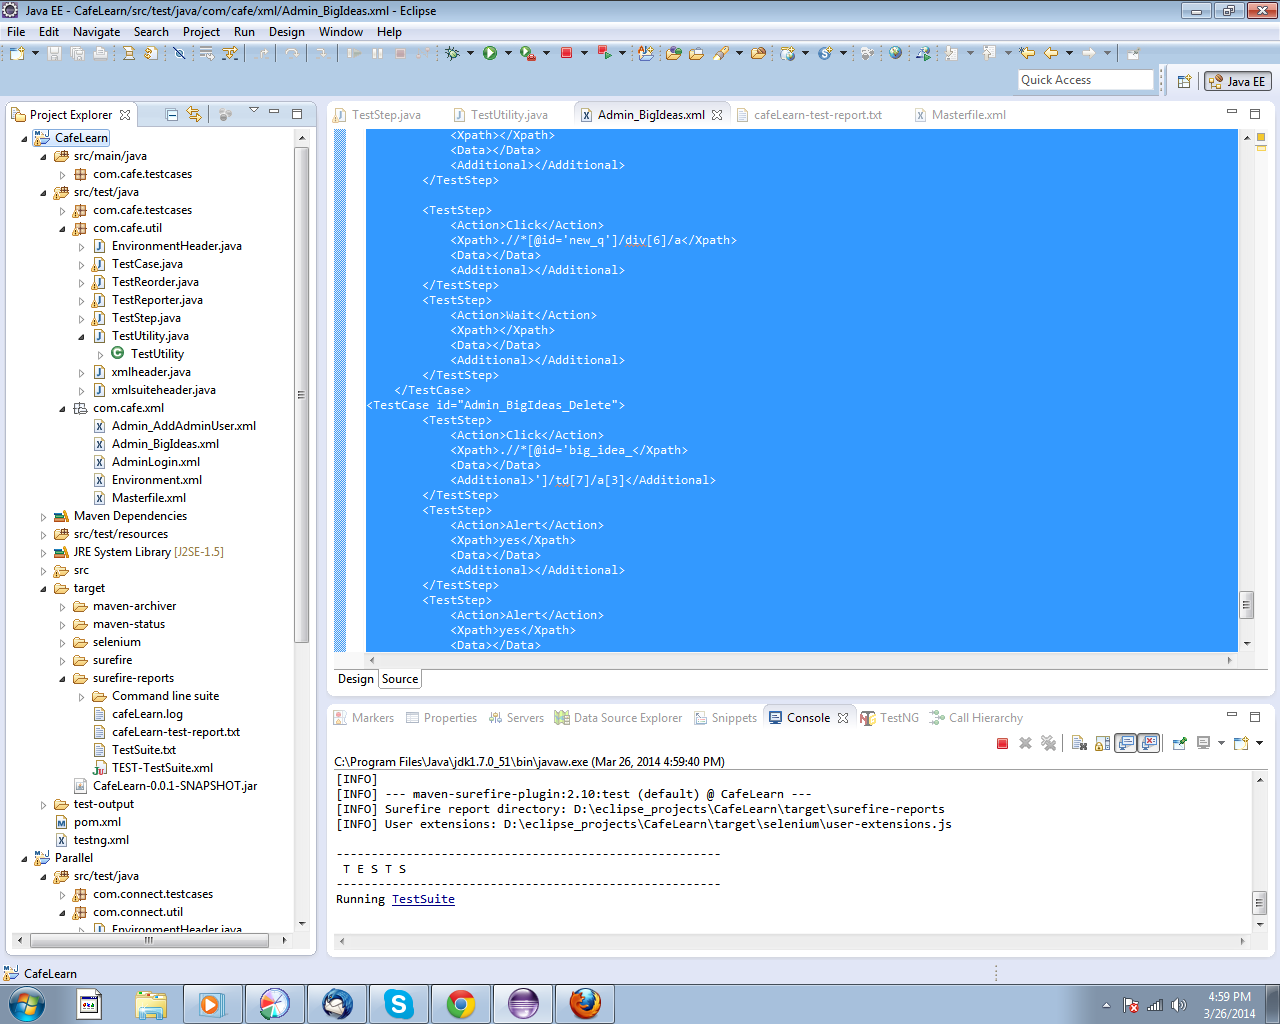 Java EE - CafeLearn/src/test/java/com/cafe/xml/Admin_BigIdeas.xml - Eclipse
File Edit Navigate Search Project Run Design Window Help
Quick Access
Java EE
Project Explorer
CafeLearn
src/main/java
com.cafe.testcases
src/test/java
com.cafe.testcases
com.cafe.util
EnvironmentHeader.java
TestCase.java
TestReorder.java
TestReporter.java
TestStep.java
TestUtility.java
TestUtility
xmlheader.java
xmlsuiteheader.java
com.cafe.xml
Admin_AddAdminUser.xml
Admin_BigIdeas.xml
AdminLogin.xml
Environment.xml
Masterfile.xml
Maven Dependencies
src/test/resources
JRE System Library [J2SE-1.5]
src
target
maven-archiver
maven-status
selenium
surefire
surefire-reports
Command line suite
cafeLearn.log
cafeLearn-test-report.txt
TestSuite.txt
TEST-TestSuite.xml
CafeLearn-0.0.1-SNAPSHOT.jar
test-output
pom.xml
testng.xml
Parallel
src/test/java
com.connect.testcases
com.connect.util
EnvironmentHeader.java
TestStep.java TestUtility.java Admin_BigIdeas.xml cafeLearn-test-report.txt Masterfile.xml
<Xpath></Xpath>
<Data></Data>
<Additional></Additional>
</TestStep>
<TestStep>
<Action>Click</Action>
<Xpath>.//*[@id='new_q']/div[6]/a</Xpath>
<Data></Data>
<Additional></Additional>
</TestStep>
<TestStep>
<Action>Wait</Action>
<Xpath></Xpath>
<Data></Data>
<Additional></Additional>
</TestStep>
</TestCase>
<TestCase id="Admin_BigIdeas_Delete">
<TestStep>
<Action>Click</Action>
<Xpath>.//*[@id='big_idea_</Xpath>
<Data></Data>
<Additional>']/td[7]/a[3]</Additional>
</TestStep>
<TestStep>
<Action>Alert</Action>
<Xpath>yes</Xpath>
<Data></Data>
<Additional></Additional>
</TestStep>
<TestStep>
<Action>Alert</Action>
<Xpath>yes</Xpath>
<Data></Data>
Design Source
Markers Properties Servers Data Source Explorer Snippets Console TestNG Call Hierarchy
C:\Program Files\Java\jdk1.7.0_51\bin\javaw.exe (Mar 26, 2014 4:59:40 PM)
[INFO]
[INFO] --- maven-surefire-plugin:2.10:test (default) @ CafeLearn ---
[INFO] Surefire report directory: D:\eclipse_projects\CafeLearn\target\surefire-reports
[INFO] User extensions: D:\eclipse_projects\CafeLearn\target\selenium\user-extensions.js
-------------------------------------------------------
T E S T S
-------------------------------------------------------
Running TestSuite
CafeLearn
4:59 PM
3/26/2014